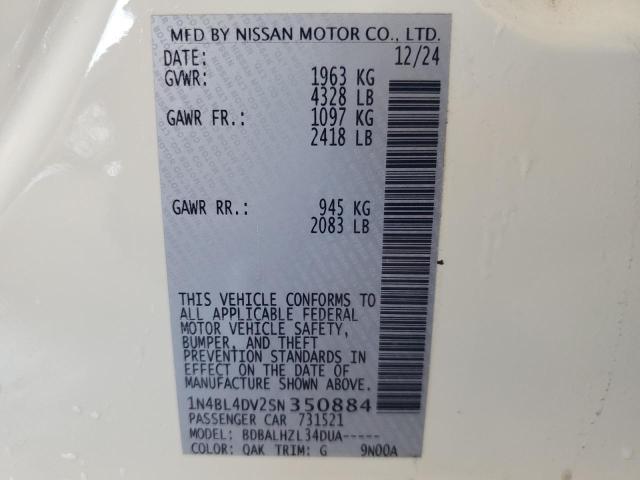 MFD BY NISSAN MOTOR CO., LTD.
DATE: 12/24
GVWR: 1963 KG
4328 LB
GAWR FR.: 1097 KG
2418 LB
GAWR RR.: 945 KG
2083 LB
THIS VEHICLE CONFORMS TO
ALL APPLICABLE FEDERAL
MOTOR VEHICLE SAFETY,
BUMPER, AND THEFT
PREVENTION STANDARDS IN
EFFECT ON THE DATE OF
MANUFACTURE SHOWN ABOVE.
1N4BL4DV2SN350884
PASSENGER CAR 731521
MODEL: BDBALHZL34DUA-----
COLOR: QAK TRIM: G 9N00A